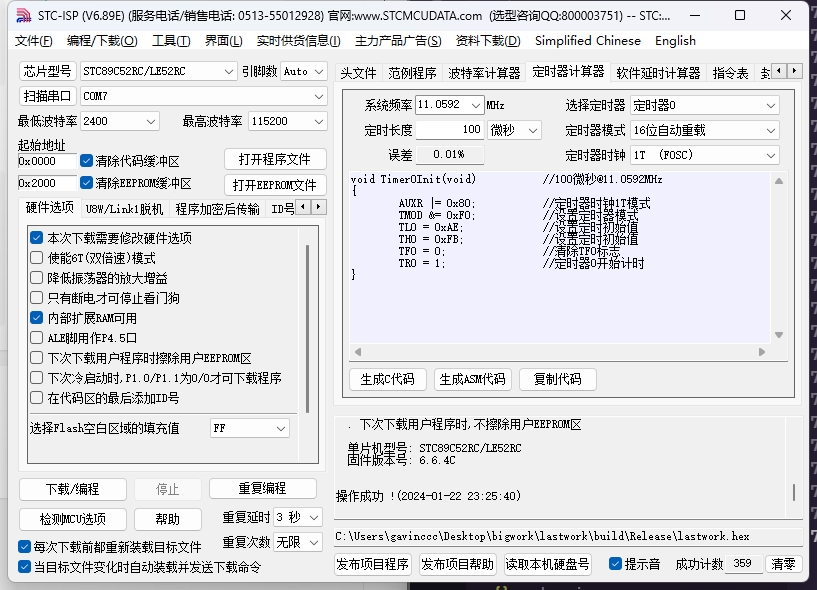 STC-ISP (V6.89E) (服务电话/销售电话: 0513-55012928) 官网:www.STCMCUDATA.com (选型咨询QQ:800003751) -- STC:...
文件(F) 编程/下载(O) 工具(T) 界面(L) 实时供货信息(I) 主力产品广告(S) 资料下载(D) Simplified Chinese English
芯片型号 STC89C52RC/LE52RC 引脚数 Auto
扫描串口 COM7
最低波特率 2400 最高波特率 115200
起始地址
0x0000 清除代码缓冲区 打开程序文件
0x2000 清除EEPROM缓冲区 打开EEPROM文件
硬件选项 U8W/Link1脱机 程序加密后传输 ID号
本次下载需要修改硬件选项
使能6T(双倍速)模式
降低振荡器的放大增益
只有断电才可停止看门狗
内部扩展RAM可用
ALE脚用作P4.5口
下次下载用户程序时擦除用户EEPROM区
下次冷启动时,P1.0/P1.1为0/0才可下载程序
在代码区的最后添加ID号
选择Flash空白区域的填充值 FF
下载/编程 停止 重复编程
检测MCU选项 帮助 重复延时 3 秒
重复次数 无限
每次下载前都重新装载目标文件
当目标文件变化时自动装载并发送下载命令
头文件 范例程序 波特率计算器 定时器计算器 软件延时计算器 指令表
系统频率 11.0592 MHz 选择定时器 定时器0
定时长度 100 微秒 定时器模式 16位自动重载
误差 0.01% 定时器时钟 1T (FOSC)
void Timer0Init(void) //100微秒@11.0592MHz
{
AUXR |= 0x80; //定时器时钟1T模式
TMOD &= 0xF0; //设置定时器模式
TL0 = 0xAE; //设置定时初始值
TH0 = 0xFB; //设置定时初始值
TF0 = 0; //清除TF0标志
TR0 = 1; //定时器0开始计时
}
生成C代码 生成ASM代码 复制代码
. 下次下载用户程序时,不擦除用户EEPROM区
单片机型号: STC89C52RC/LE52RC
固件版本号: 6.6.4C
操作成功 !(2024-01-22 23:25:40)
C:\Users\gavinccc\Desktop\bigwork\lastwork\build\Release\lastwork.hex
发布项目程序 发布项目帮助 读取本机硬盘号 提示音 成功计数 359 清零